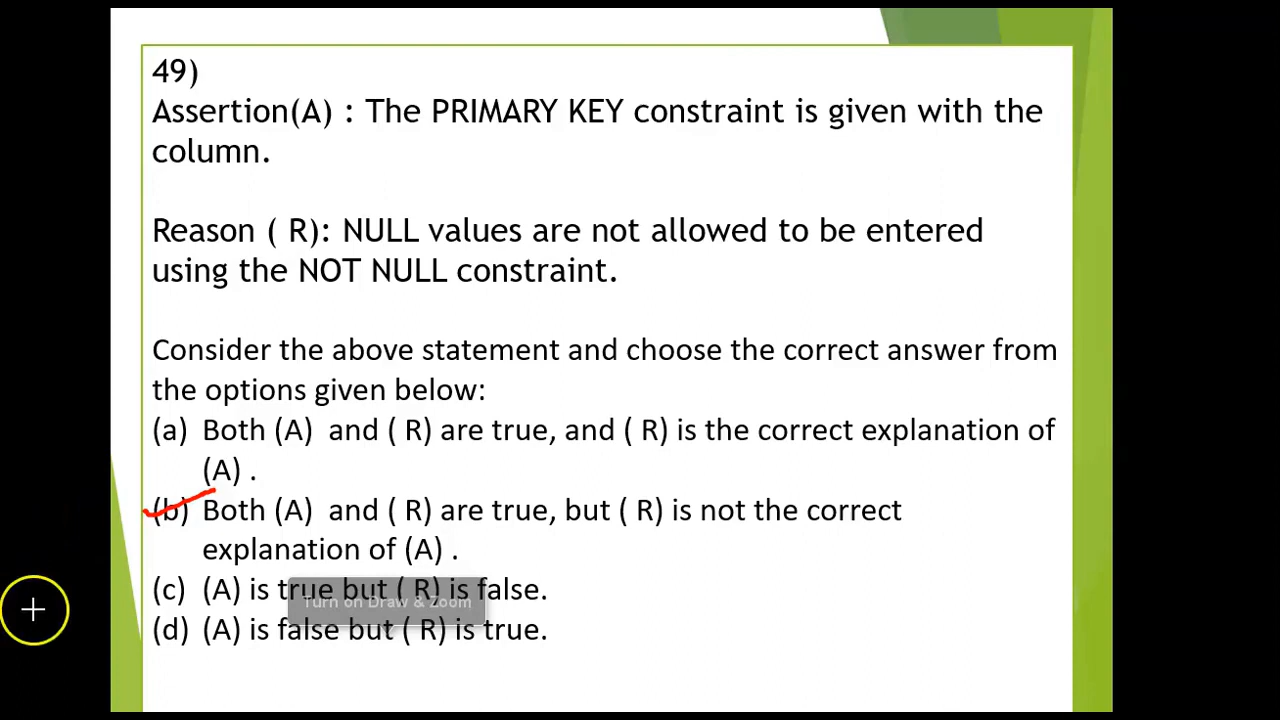 49)
Assertion(A) : The PRIMARY KEY constraint is given with the
column.
Reason ( R): NULL values are not allowed to be entered
using the NOT NULL constraint.
Consider the above statement and choose the correct answer from
the options given below:
(a) Both (A) and ( R) are true, and ( R) is the correct explanation of
(A) .
(b) Both (A) and ( R) are true, but ( R) is not the correct
explanation of (A) .
(c) (A) is true but ( R) is false.
Turn on Draw & Zoom
(d) (A) is false but ( R) is true.